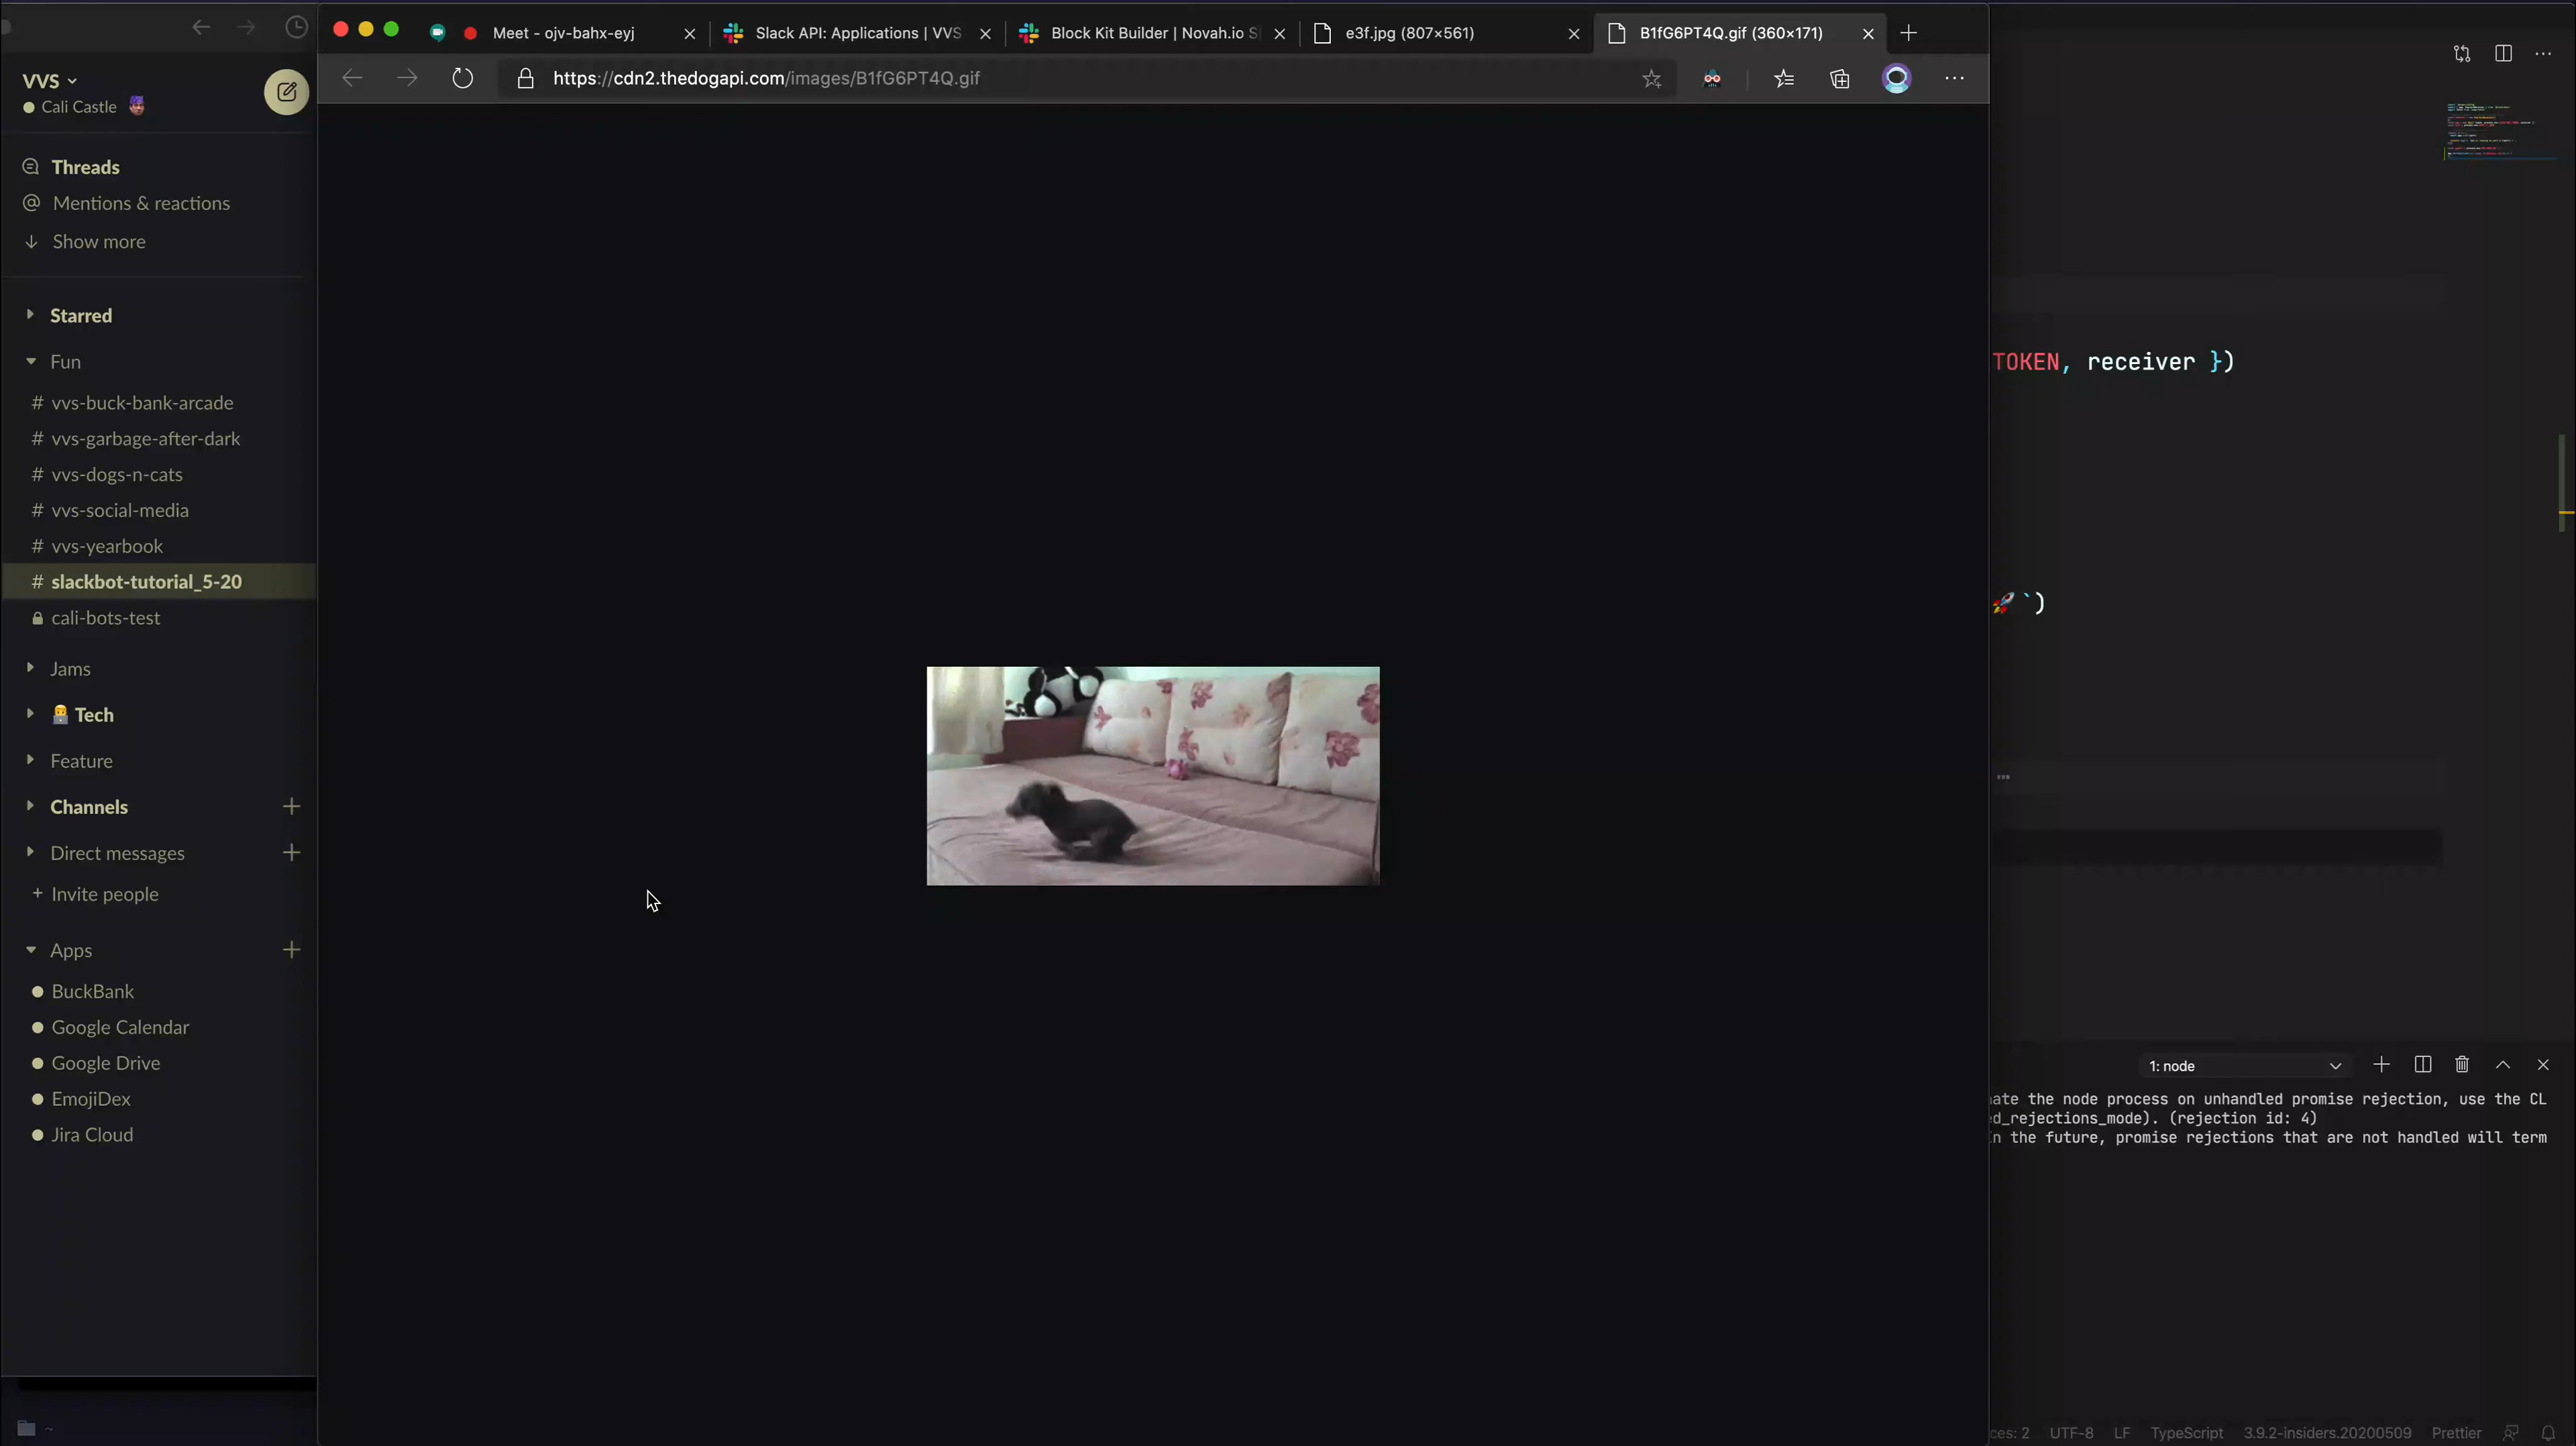 VVS
Cali Castle
Threads
Mentions & reactions
Show more
Starred
Fun
# vvs-buck-bank-arcade
# vvs-garbage-after-dark
# vvs-dogs-n-cats
# vvs-social-media
# vvs-yearbook
# slackbot-tutorial_5-20
cali-bots-test
Jams
Tech
Feature
Channels
Direct messages
+ Invite people
Apps
BuckBank
Google Calendar
Google Drive
EmojiDex
Jira Cloud
~
Meet - ojv-bahx-eyj
Slack API: Applications | VVS
Block Kit Builder | Novah.io S
e3f.jpg (807×561)
B1fG6PT4Q.gif (360×171)
https://cdn2.thedogapi.com/images/B1fG6PT4Q.gif
TOKEN, receiver })
🚀`)
1: node
ate the node process on unhandled promise rejection, use the CL
ed_rejections_mode). (rejection id: 4)
n the future, promise rejections that are not handled will term
ces: 2 UTF-8 LF TypeScript 3.9.2-insiders.20200509 Prettier